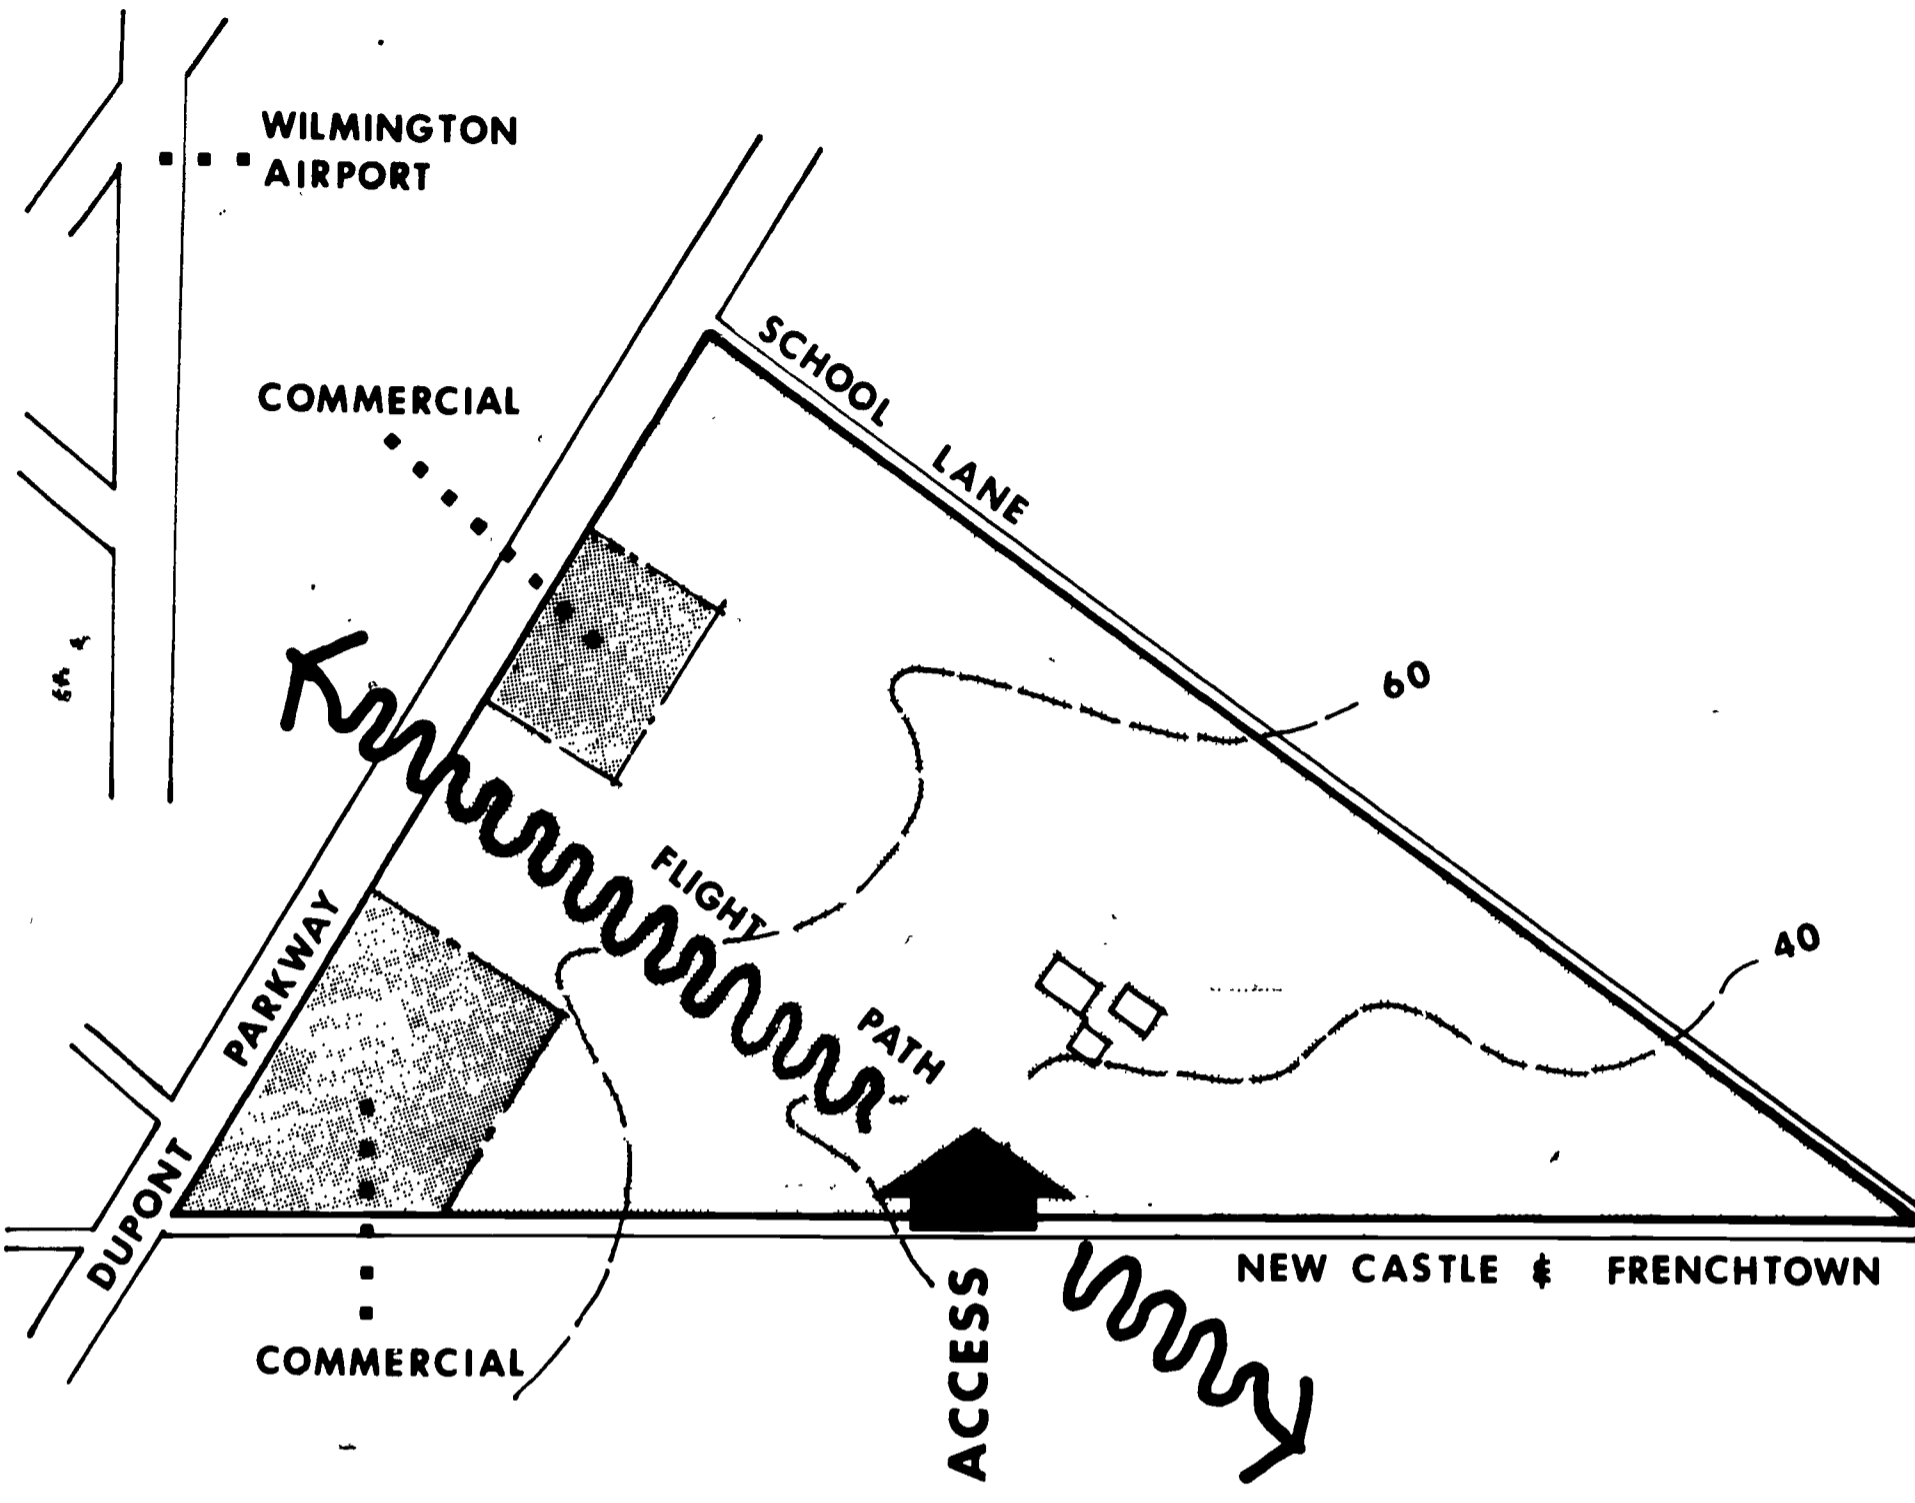 WILMINGTON
AIRPORT
SCHOOL LANE
COMMERCIAL
60
FLIGHT PATH
PARKWAY
40
DUPONT
NEW CASTLE & FRENCHTOWN
COMMERCIAL
ACCESS